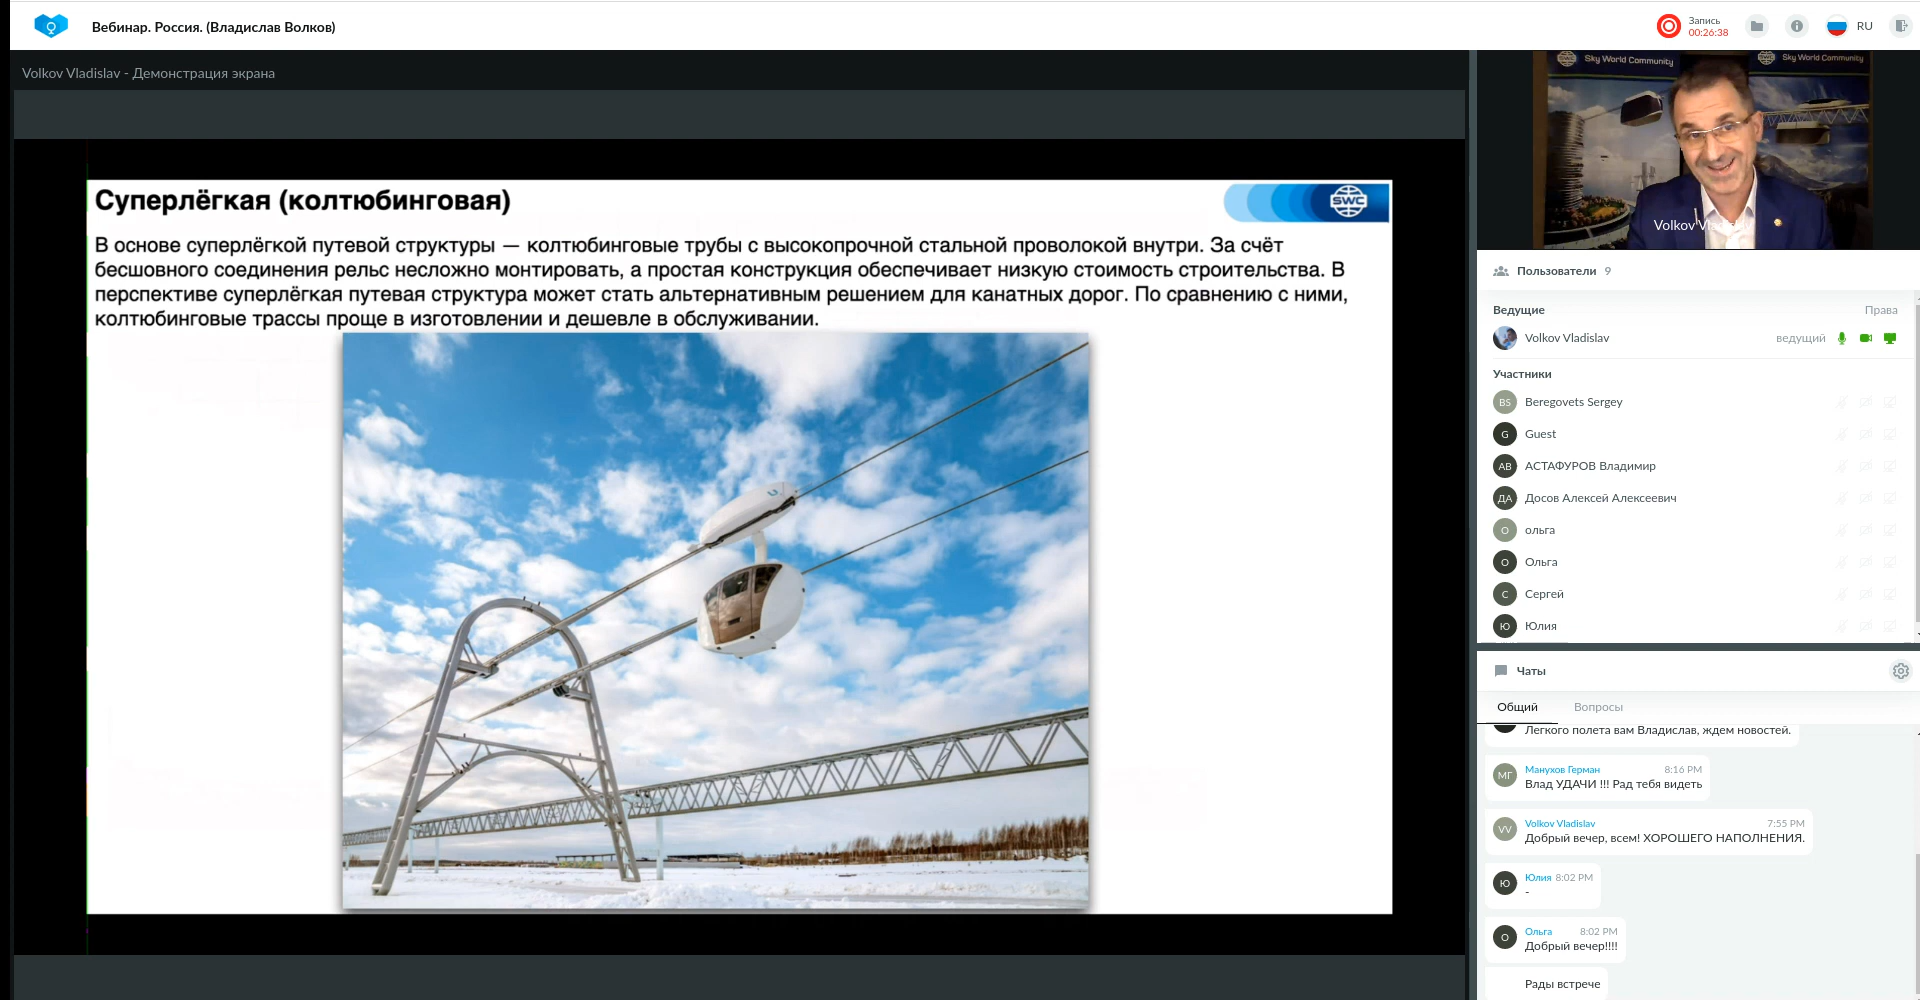 Вебинар. Россия. (Владислав Волков)
Запись
00:26:38
RU
Volkov Vladislav - Демонстрация экрана
Суперлёгкая (колтюбинговая)
SWC
В основе суперлёгкой путевой структуры — колтюбинговые трубы с высокопрочной стальной проволокой внутри. За счёт
бесшовного соединения рельс несложно монтировать, а простая конструкция обеспечивает низкую стоимость строительства. В
перспективе суперлёгкая путевая структура может стать альтернативным решением для канатных дорог. По сравнению с ними,
колтюбинговые трассы проще в изготовлении и дешевле в обслуживании.
SWC Sky World Community
Sky World Community
Volkov Vladislav
Пользователи 9
Ведущие Права
Volkov Vladislav ведущий
Участники
BS Beregovets Sergey
G Guest
АВ АСТАФУРОВ Владимир
ДА Досов Алексей Алексеевич
О ольга
О Ольга
С Сергей
Ю Юлия
Чаты
Общий Вопросы
Легкого полета вам Владислав, ждем новостей.
МГ Манухов Герман 8:16 PM
Влад УДАЧИ !!! Рад тебя видеть
VV Volkov Vladislav 7:55 PM
Добрый вечер, всем! ХОРОШЕГО НАПОЛНЕНИЯ.
Ю Юлия 8:02 PM
-
О Ольга 8:02 PM
Добрый вечер!!!!
Рады встрече